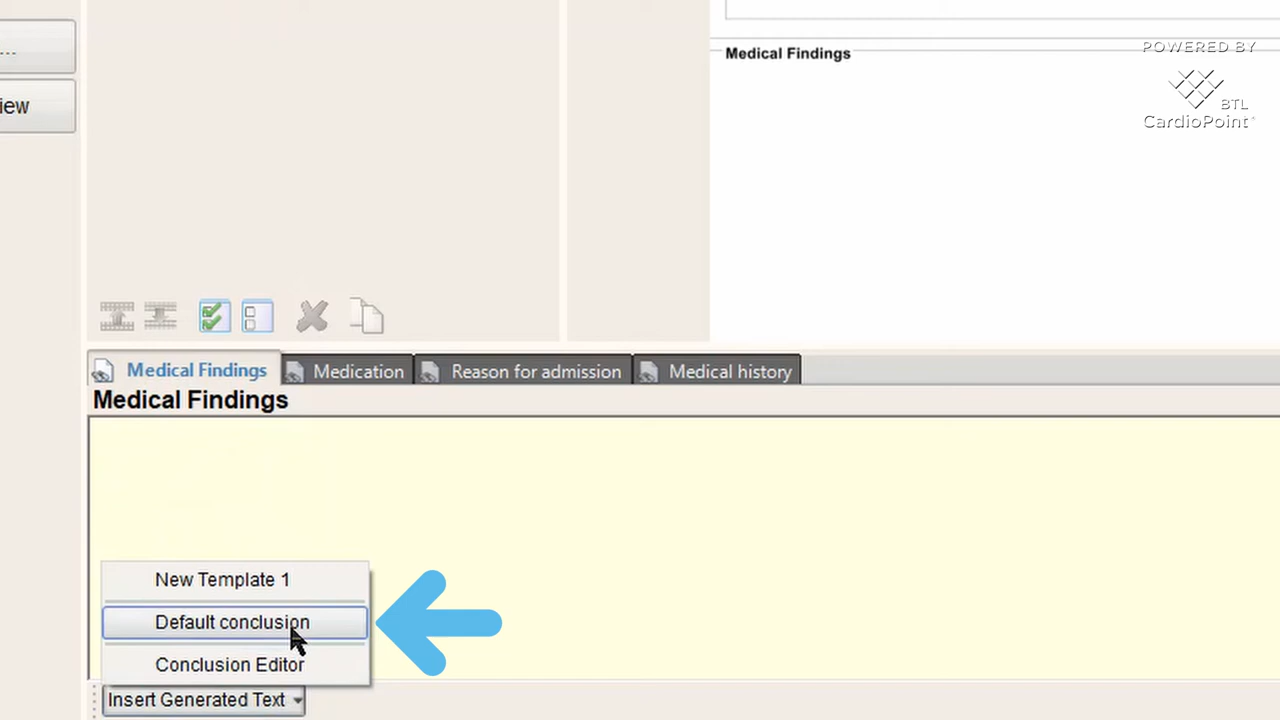 ...
iew
Medical Findings
POWERED BY
BTL
CardioPoint®
Medical Findings
Medication
Reason for admission
Medical history
Medical Findings
New Template 1
Default conclusion
Conclusion Editor
Insert Generated Text